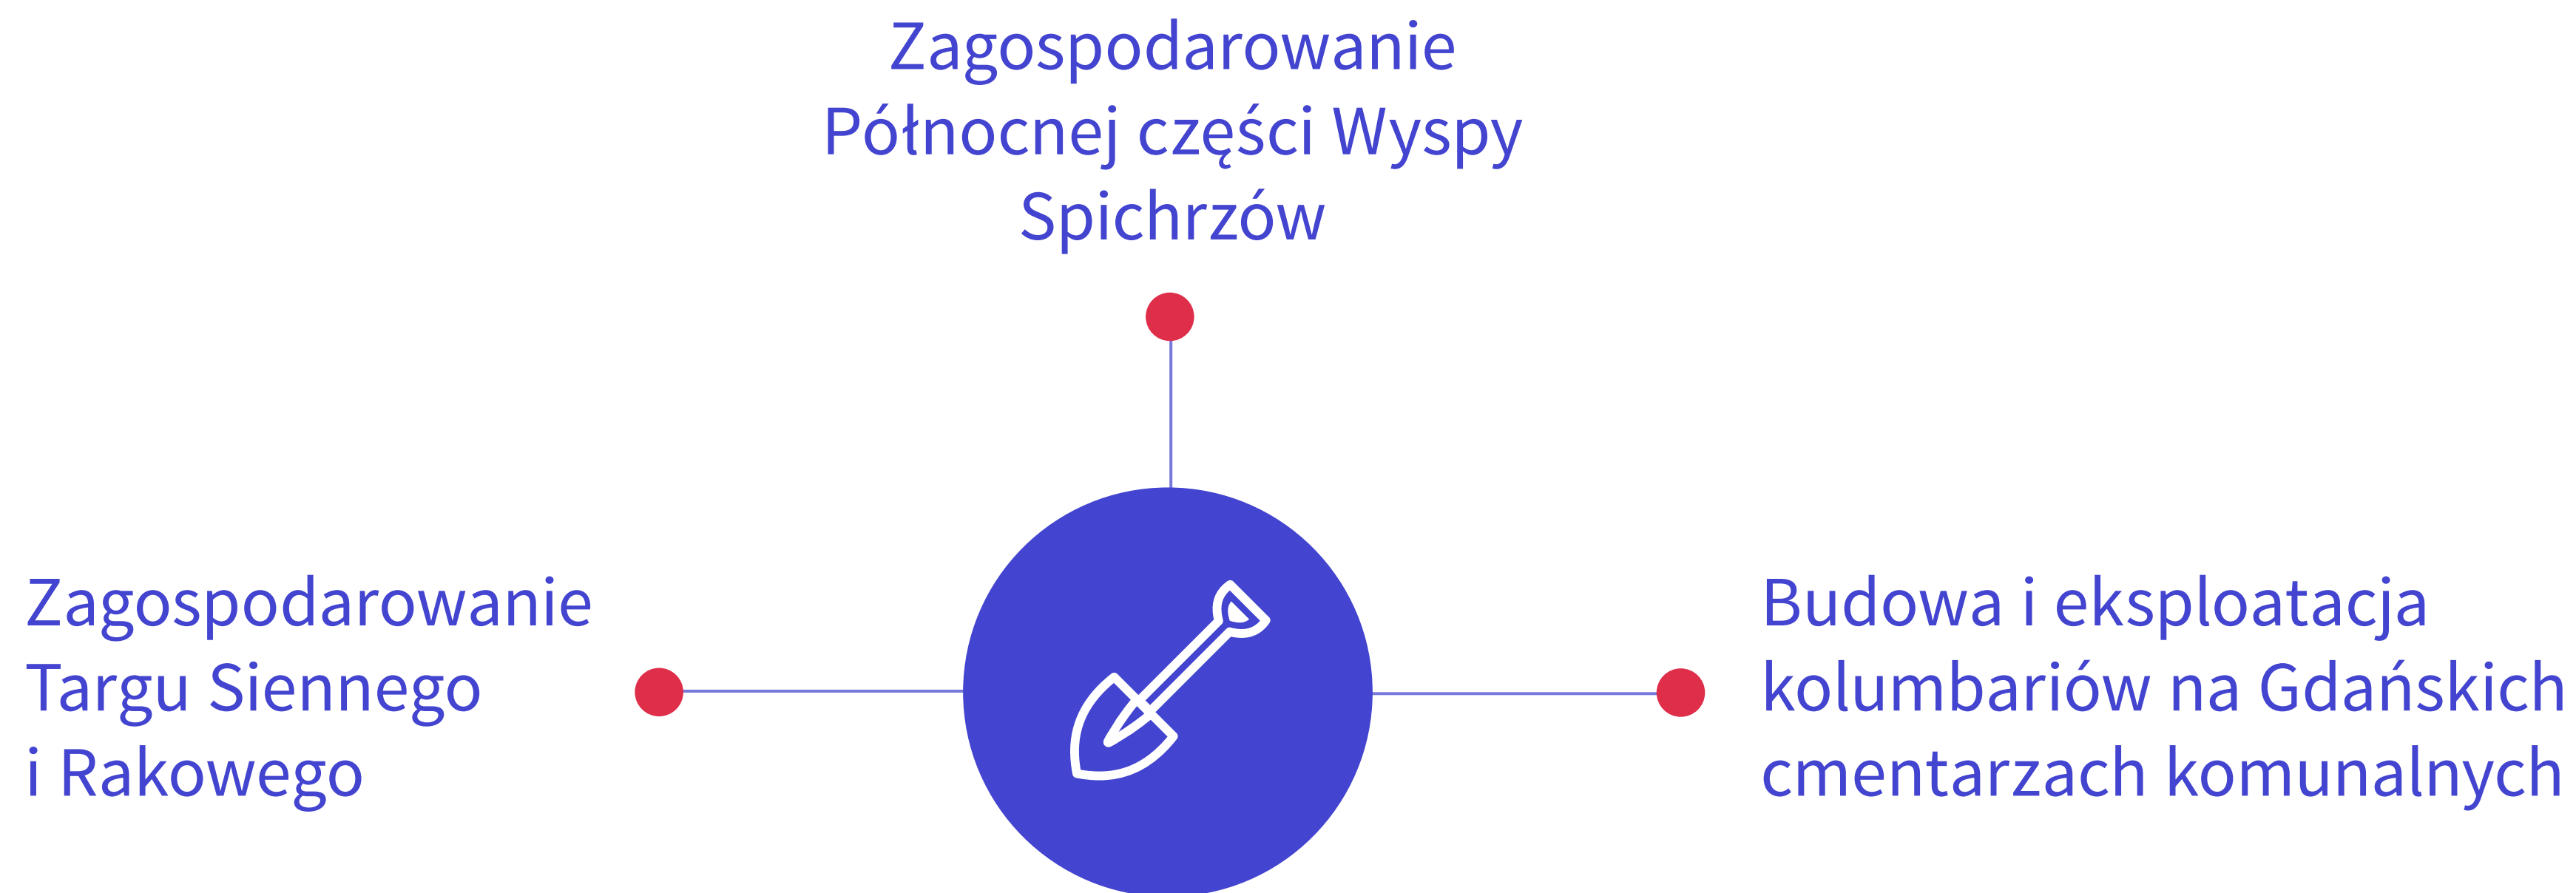 Zagospodarowanie
Północnej części Wyspy
Spichrzów
Zagospodarowanie
Targu Siennego
i Rakowego
Budowa i eksploatacja
kolumbariów na Gdańskich
cmentarzach komunalnych